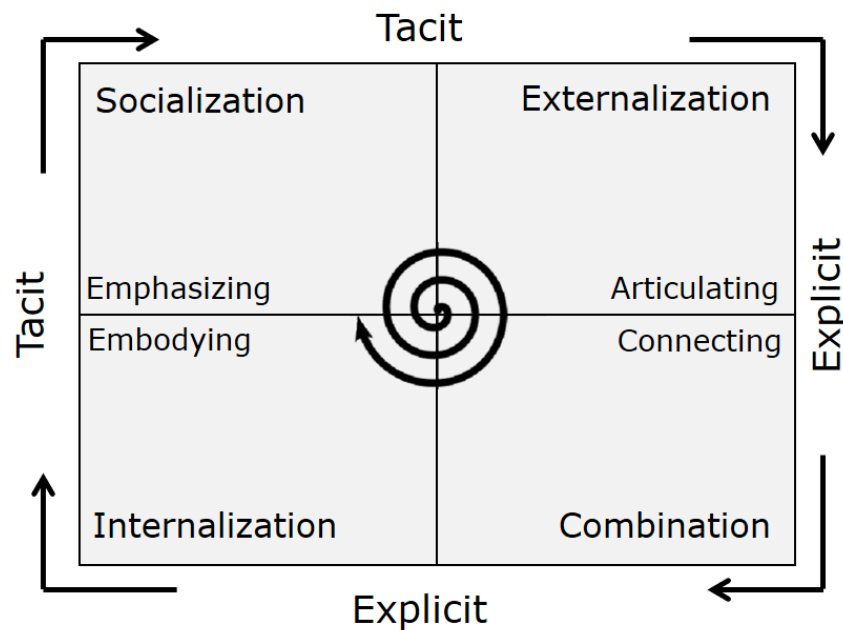 Tacit
Socialization
Externalization
Emphasizing
Articulating
Tacit
Explicit
Embodying
Connecting
Internalization
Combination
Explicit